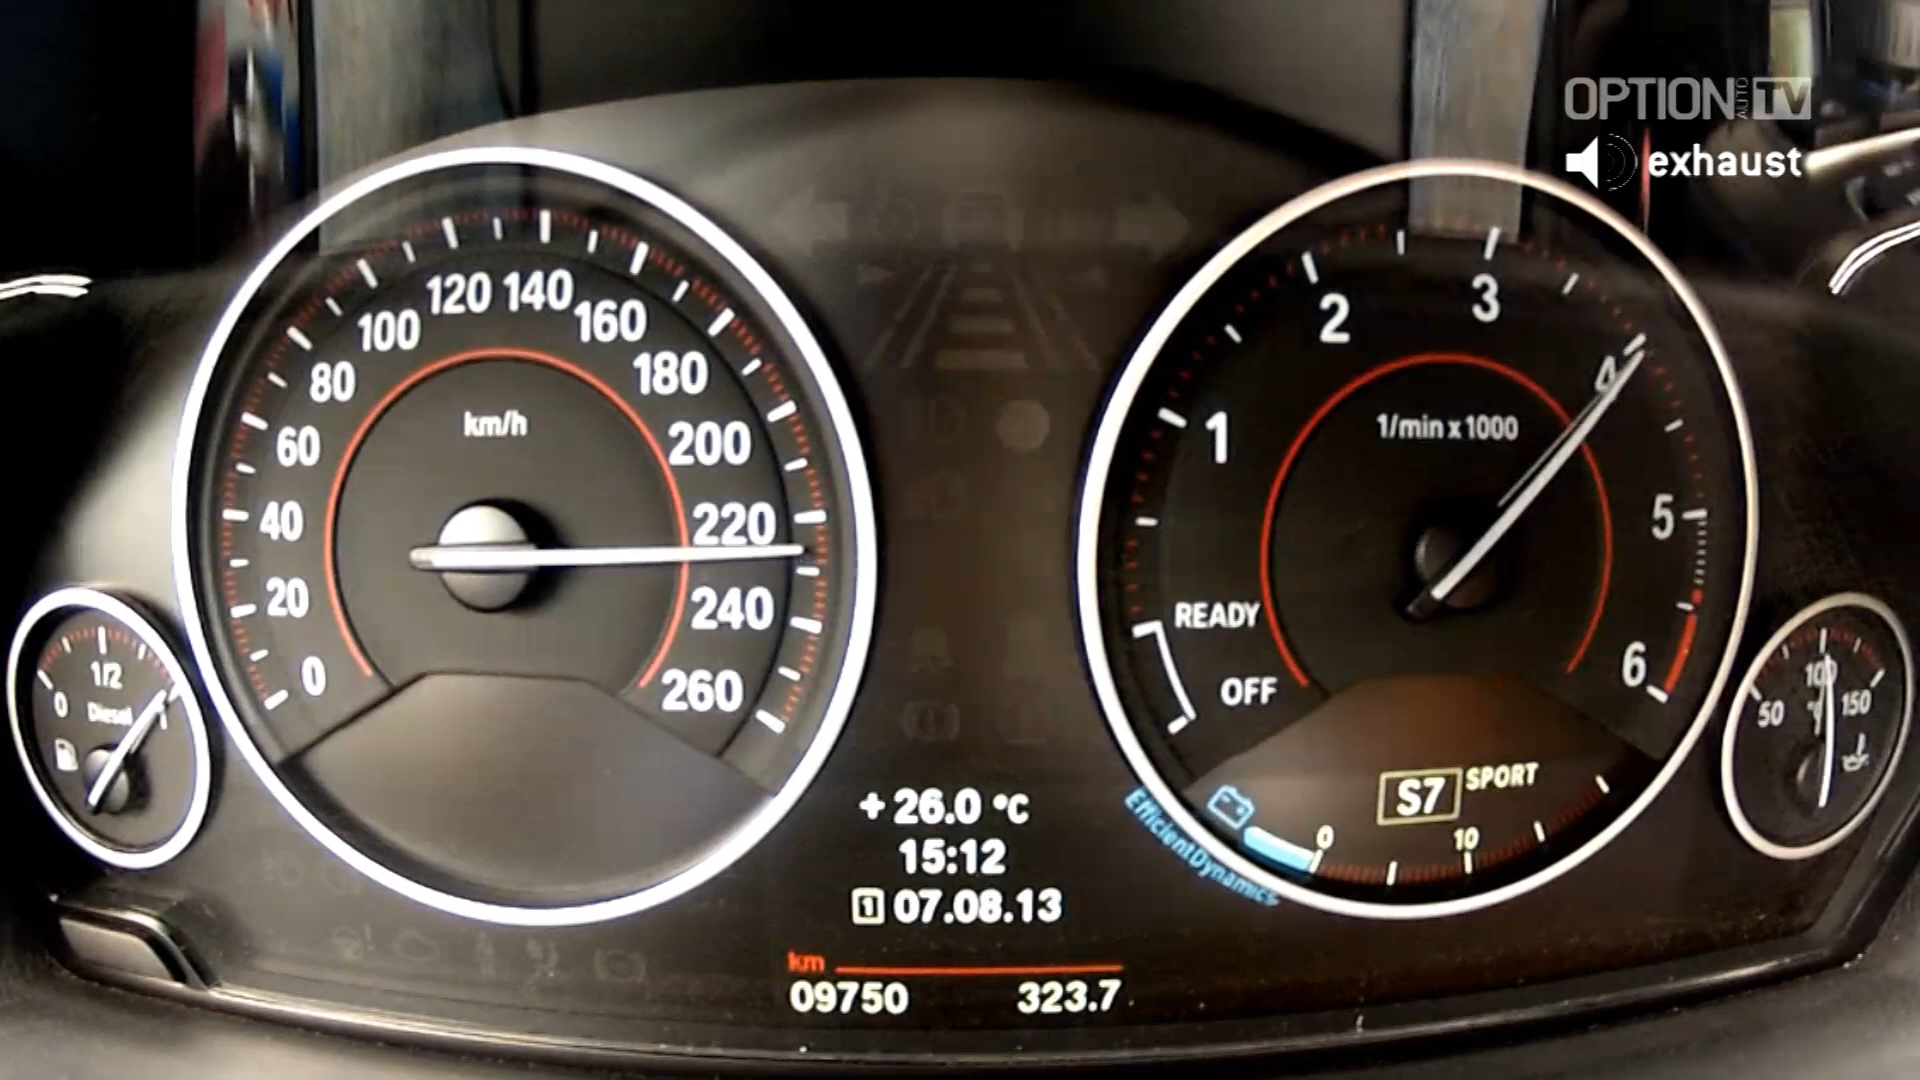 OPTION AUTO TV
exhaust
km/h
0
20
40
60
80
100
120
140
160
180
200
220
240
260
1/min x 1000
1
2
3
4
5
6
READY
OFF
0
1/2
1
Diesel
50
100
150
°C
S7 SPORT
0
10
EfficientDynamics
+ 26.0 °C
15:12
1 07.08.13
km
09750 323.7